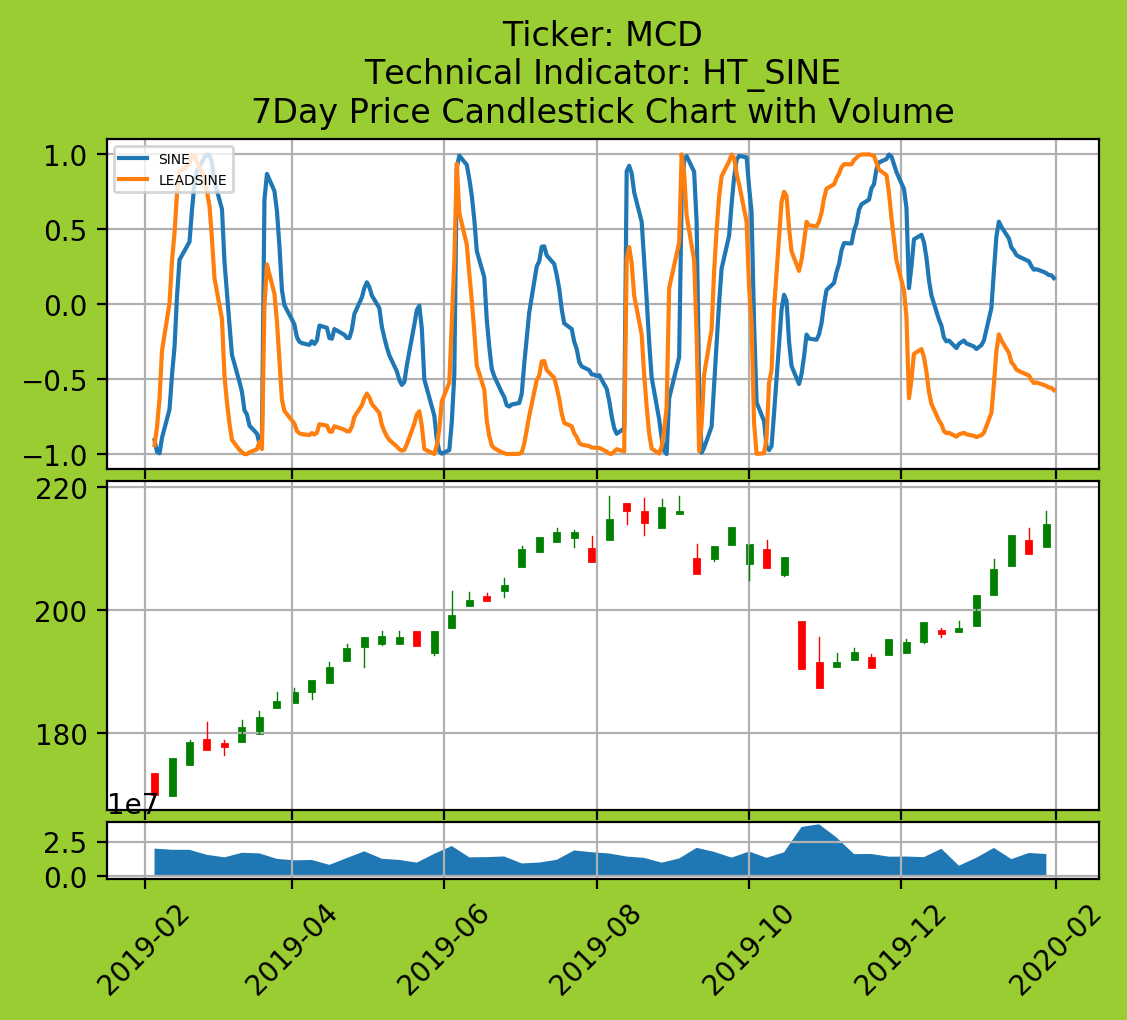 Ticker: MCD
Technical Indicator: HT_SINE
7Day Price Candlestick Chart with Volume
SINE
LEADSINE
1.0
0.5
0.0
−0.5
−1.0
220
200
180
1e7
2.5
0.0
2019-02
2019-04
2019-06
2019-08
2019-10
2019-12
2020-02